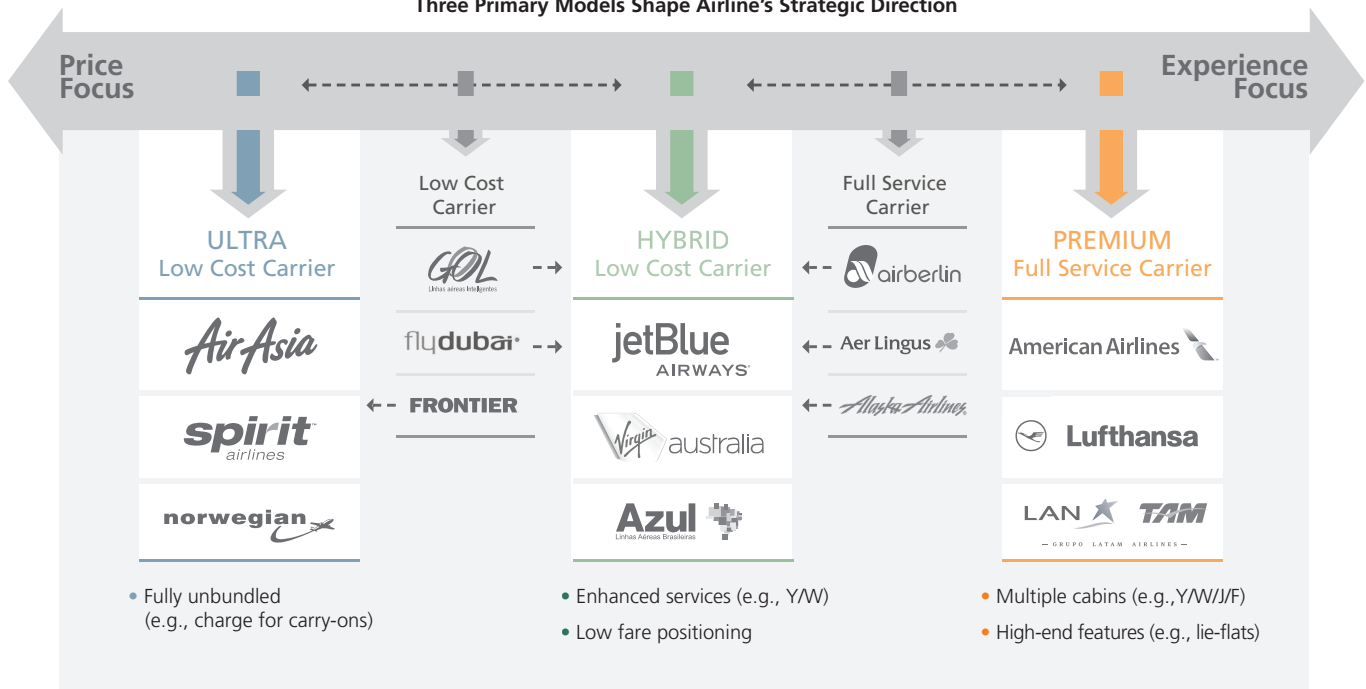 Three Primary Models Shape Airline's Strategic Direction
Price
Focus
Experience
Focus
ULTRA
Low Cost Carrier
AirAsia
spirit
airlines
norwegian
• Fully unbundled
(e.g., charge for carry-ons)
Low Cost
Carrier
GOL
Linhas aéreas inteligentes
flydubai
FRONTIER
HYBRID
Low Cost Carrier
jetBlue
AIRWAYS
Virgin australia
Azul
Linhas Aéreas Brasileiras
• Enhanced services (e.g., Y/W)
• Low fare positioning
Full Service
Carrier
airberlin
Aer Lingus
Alaska Airlines
PREMIUM
Full Service Carrier
American Airlines
Lufthansa
LAN TAM
— GRUPO LATAM AIRLINES —
• Multiple cabins (e.g.,Y/W/J/F)
• High-end features (e.g., lie-flats)